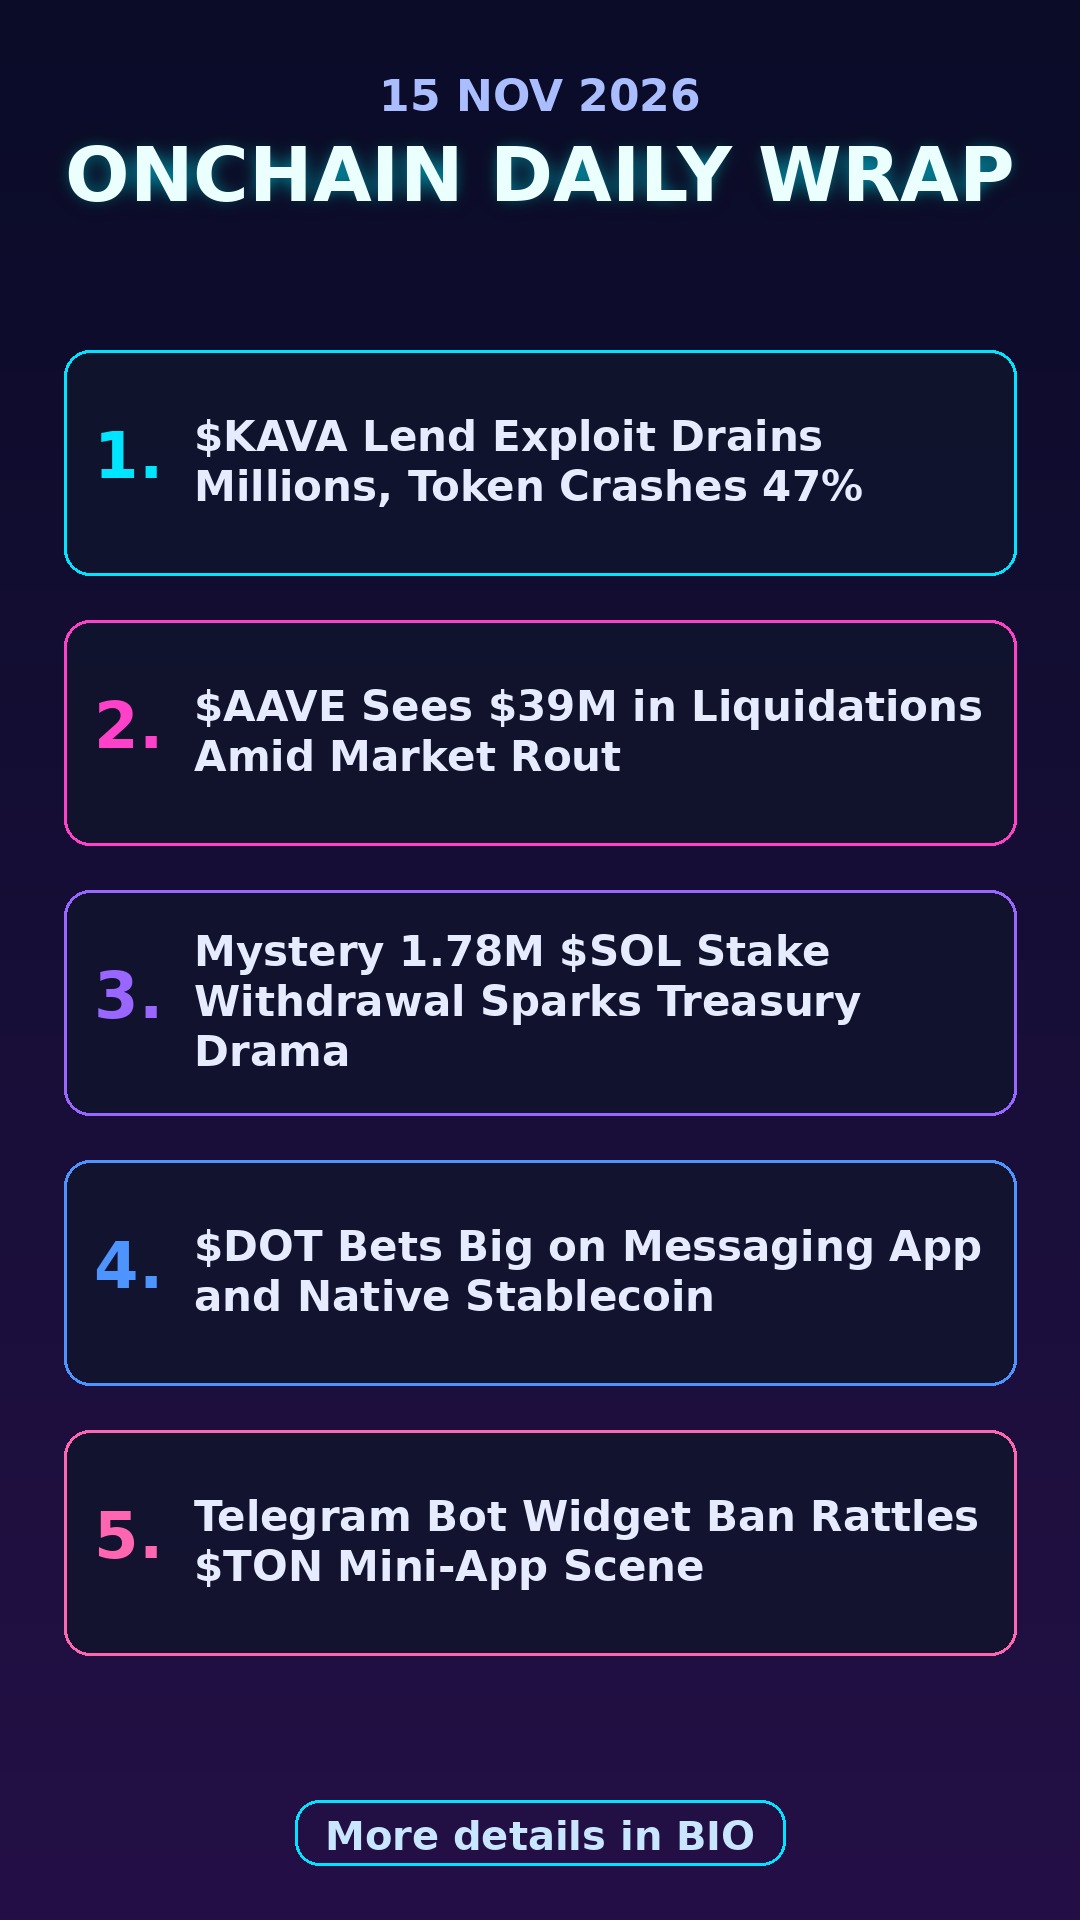 15 NOV 2026
ONCHAIN DAILY WRAP
1.
$KAVA Lend Exploit Drains
Millions, Token Crashes 47%
2.
$AAVE Sees $39M in Liquidations
Amid Market Rout
3.
Mystery 1.78M $SOL Stake
Withdrawal Sparks Treasury
Drama
4.
$DOT Bets Big on Messaging App
and Native Stablecoin
5.
Telegram Bot Widget Ban Rattles
$TON Mini-App Scene
More details in BIO